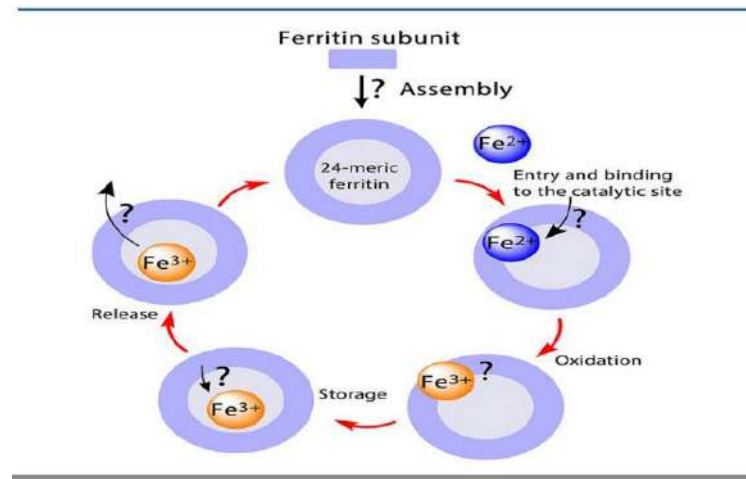 Ferritin subunit
? Assembly
Fe2+
24-meric
ferritin
Entry and binding
to the catalytic site
?
Fe2+
?
Fe3+
Release
Oxidation
Fe3+ ?
Storage
?
Fe3+